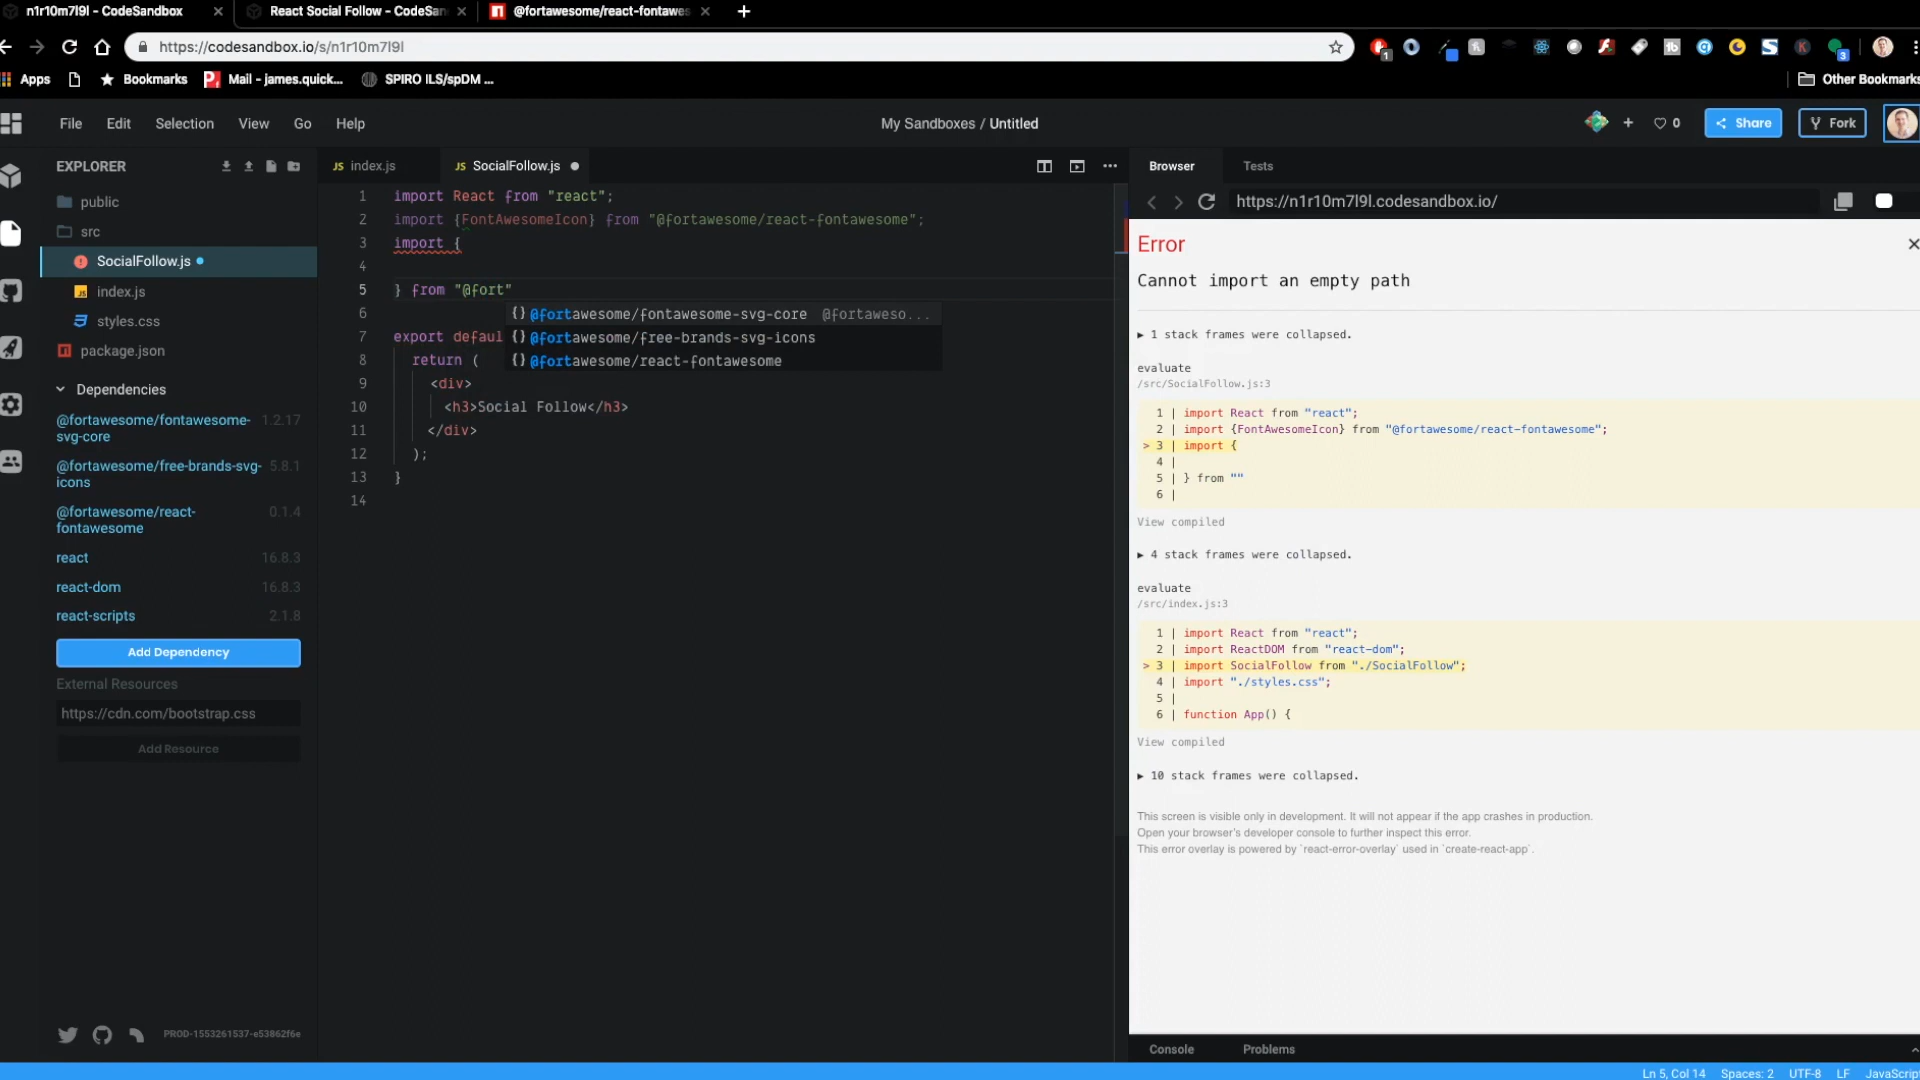 n1r10m7l9l - CodeSandbox
React Social Follow - CodeSan
@fortawesome/react-fontawes
https://codesandbox.io/s/n1r10m7l9l
1
3
Apps
Bookmarks
Mail - james.quick...
SPIRO ILS/spDM ...
Other Bookmarks
File Edit Selection View Go Help
My Sandboxes / Untitled
0
Share
Fork
EXPLORER
public
src
SocialFollow.js
index.js
styles.css
package.json
Dependencies
@fortawesome/fontawesome-svg-core 1.2.17
@fortawesome/free-brands-svg-icons 5.8.1
@fortawesome/react-fontawesome 0.1.4
react 16.8.3
react-dom 16.8.3
react-scripts 2.1.8
Add Dependency
External Resources
https://cdn.com/bootstrap.css
Add Resource
PROD-1553261537-e53862f6e
JS index.js
JS SocialFollow.js
1 import React from "react";
2 import {FontAwesomeIcon} from "@fortawesome/react-fontawesome";
3 import {
4
5 } from "@fort"
6
{} @fortawesome/fontawesome-svg-core @fortaweso...
{} @fortawesome/free-brands-svg-icons
{} @fortawesome/react-fontawesome
7 export defaul
8 return (
9 <div>
10 <h3>Social Follow</h3>
11 </div>
12 );
13 }
14
Browser
Tests
https://n1r10m7l9l.codesandbox.io/
Error
Cannot import an empty path
▶ 1 stack frames were collapsed.
evaluate
/src/SocialFollow.js:3
1 | import React from "react";
2 | import {FontAwesomeIcon} from "@fortawesome/react-fontawesome";
> 3 | import {
4 |
5 | } from ""
6 |
View compiled
▶ 4 stack frames were collapsed.
evaluate
/src/index.js:3
1 | import React from "react";
2 | import ReactDOM from "react-dom";
> 3 | import SocialFollow from "./SocialFollow";
4 | import "./styles.css";
5 |
6 | function App() {
View compiled
▶ 10 stack frames were collapsed.
This screen is visible only in development. It will not appear if the app crashes in production.
Open your browser's developer console to further inspect this error.
This error overlay is powered by `react-error-overlay` used in `create-react-app`.
Console
Problems
Ln 5, Col 14 Spaces: 2 UTF-8 LF JavaScrip